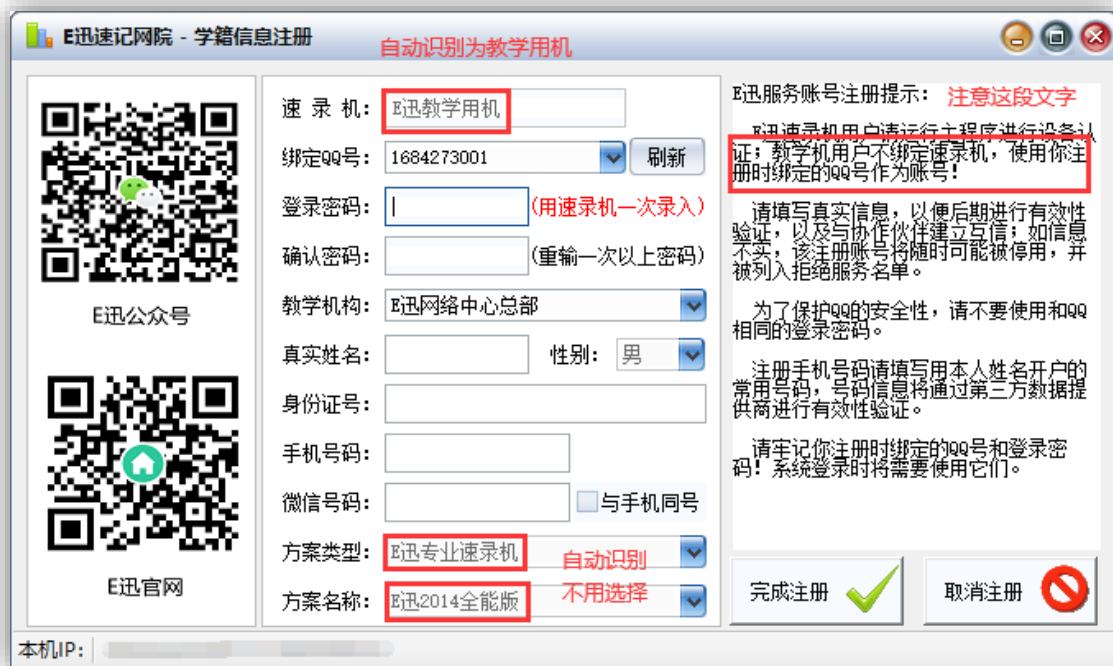 E迅速记网院 - 学籍信息注册
自动识别为教学用机
速 录 机： E迅教学用机
绑定QQ号： 1684273001 刷新
登录密码： (用速录机一次录入)
确认密码： (重输一次以上密码)
教学机构： E迅网络中心总部
真实姓名： 性别： 男
身份证号：
手机号码：
微信号码： 与手机同号
方案类型： E迅专业速录机 自动识别
方案名称： E迅2014全能版 不用选择
E迅公众号
E迅官网
E迅服务账号注册提示： 注意这段文字
E迅速录机用户请运行主程序进行设备认
证；教学机用户不绑定速录机，使用你注
册时绑定的QQ号作为账号！
请填写真实信息，以便后期进行有效性
验证，以及与协作伙伴建立互信；如信息
不实，该注册账号将随时可能被停用，并
被列入拒绝服务名单。
为了保护QQ的安全性，请不要使用和QQ
相同的登录密码。
注册手机号码请填写用本人姓名开户的
常用号码，号码信息将通过第三方数据提
供商进行有效性验证。
请牢记你注册时绑定的QQ号和登录密
码！系统登录时将需要使用它们。
完成注册 取消注册
本机IP：